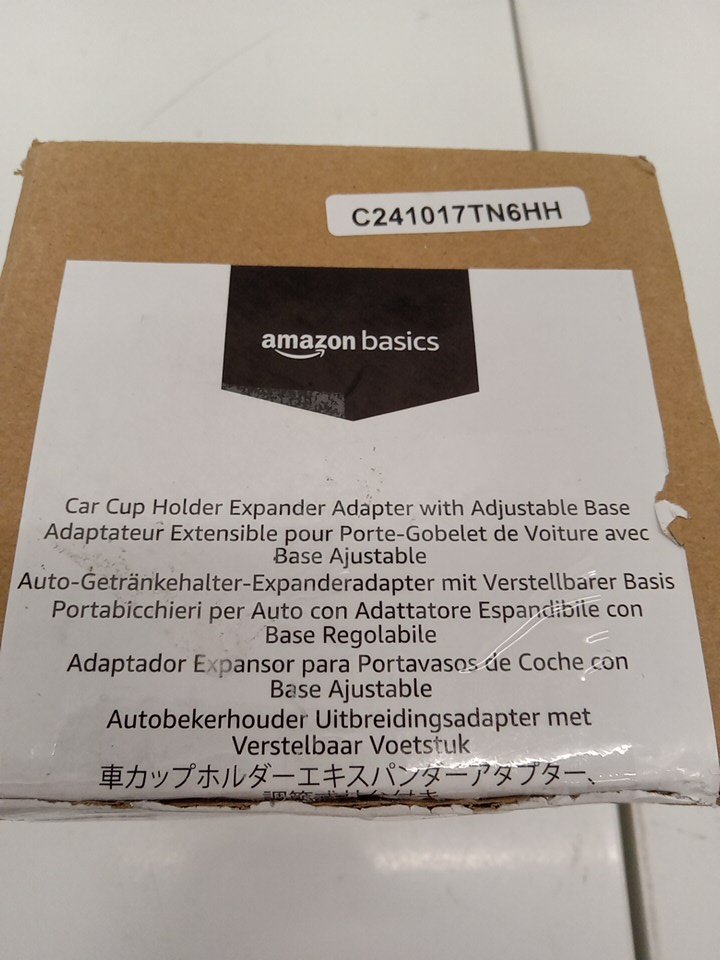 C241017TN6HH
amazon basics
Car Cup Holder Expander Adapter with Adjustable Base
Adaptateur Extensible pour Porte-Gobelet de Voiture avec
Base Ajustable
Auto-Getränkehalter-Expanderadapter mit Verstellbarer Basis
Portabicchieri per Auto con Adattatore Espandibile con
Base Regolabile
Adaptador Expansor para Portavasos de Coche con
Base Ajustable
Autobekerhouder Uitbreidingsadapter met
Verstelbaar Voetstuk
車カップホルダーエキスパンダーアダプター、